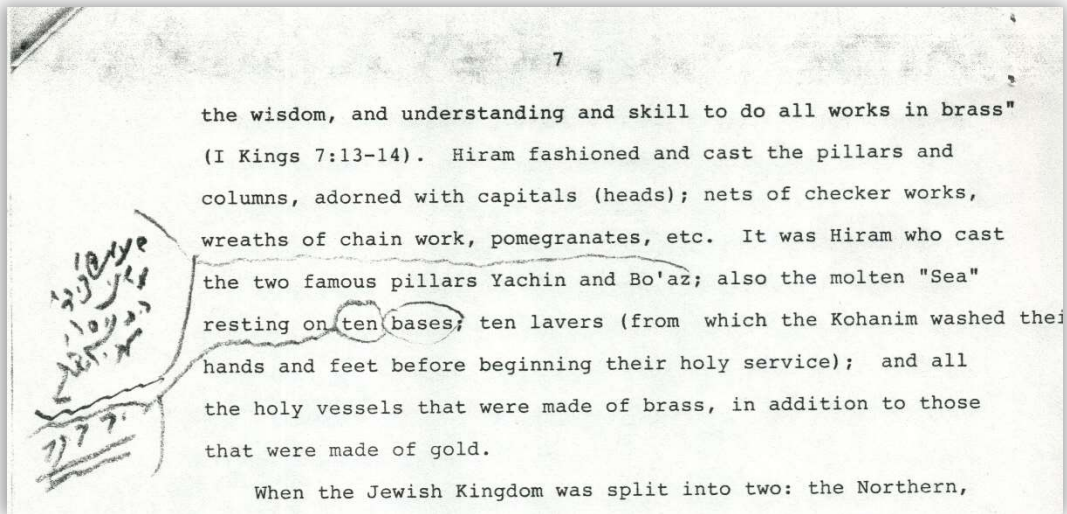 7
the wisdom, and understanding and skill to do all works in brass"
(I Kings 7:13-14). Hiram fashioned and cast the pillars and
columns, adorned with capitals (heads); nets of checker works,
wreaths of chain work, pomegranates, etc. It was Hiram who cast
the two famous pillars Yachin and Bo'az; also the molten "Sea"
resting on ten bases; ten lavers (from which the Kohanim washed thei
hands and feet before beginning their holy service); and all
the holy vessels that were made of brass, in addition to those
that were made of gold.
When the Jewish Kingdom was split into two: the Northern,